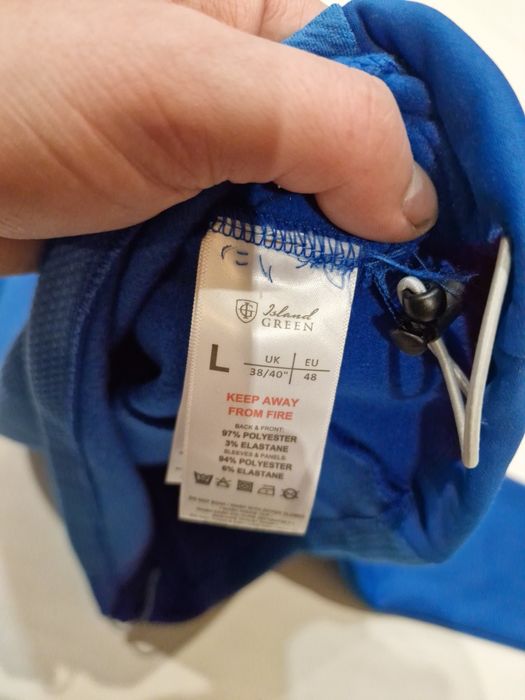 Island
GREEN
L
UK EU
38/40" 48
KEEP AWAY
FROM FIRE
BACK & FRONT:
97% POLYESTER
3% ELASTANE
SLEEVES & PANELS:
94% POLYESTER
6% ELASTANE